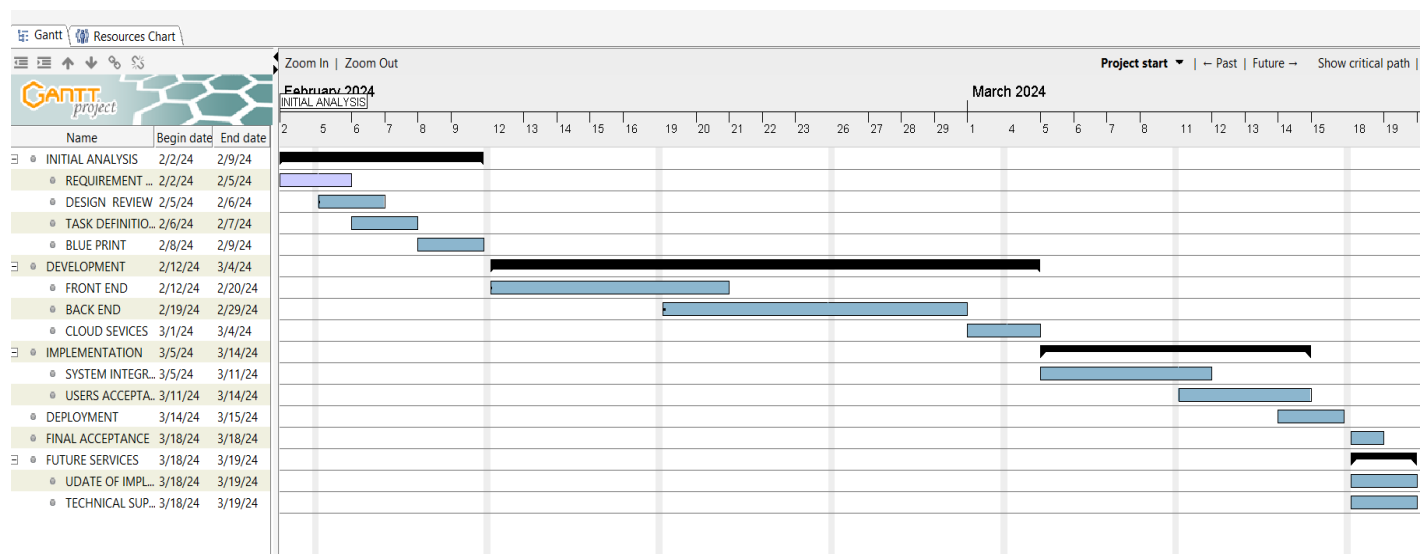 Gantt Resources Chart
Zoom In | Zoom Out Project start | ← Past | Future → Show critical path |
GANTT project
February 2024 March 2024
INITIAL ANALYSIS
2 5 6 7 8 9 12 13 14 15 16 19 20 21 22 23 26 27 28 29 1 4 5 6 7 8 11 12 13 14 15 18 19
Name Begin date End date
INITIAL ANALYSIS 2/2/24 2/9/24
REQUIREMENT ... 2/2/24 2/5/24
DESIGN REVIEW 2/5/24 2/6/24
TASK DEFINITIO... 2/6/24 2/7/24
BLUE PRINT 2/8/24 2/9/24
DEVELOPMENT 2/12/24 3/4/24
FRONT END 2/12/24 2/20/24
BACK END 2/19/24 2/29/24
CLOUD SEVICES 3/1/24 3/4/24
IMPLEMENTATION 3/5/24 3/14/24
SYSTEM INTEGR... 3/5/24 3/11/24
USERS ACCEPTA... 3/11/24 3/14/24
DEPLOYMENT 3/14/24 3/15/24
FINAL ACCEPTANCE 3/18/24 3/18/24
FUTURE SERVICES 3/18/24 3/19/24
UDATE OF IMPL... 3/18/24 3/19/24
TECHNICAL SUP... 3/18/24 3/19/24